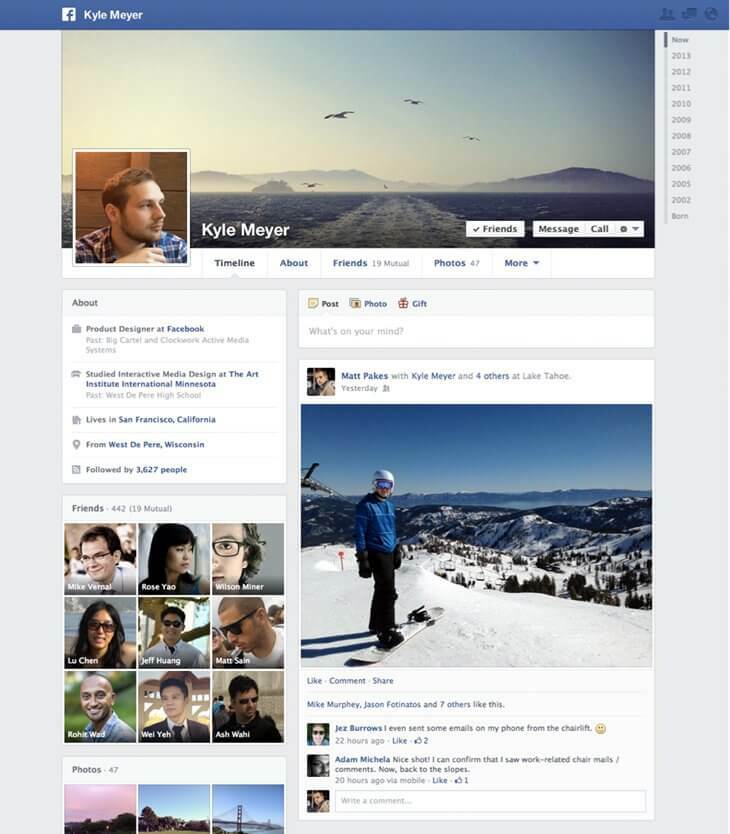 f Kyle Meyer
Now
2013
2012
2011
2010
2009
2008
2007
2006
2005
2002
Born
Kyle Meyer
✓ Friends
Message
Call
Timeline
About
Friends 19 Mutual
Photos 47
More
About
Product Designer at Facebook
Past: Big Cartel and Clockwork Active Media
Systems
Studied Interactive Media Design at The Art
Institute International Minnesota
Past: West De Pere High School
Lives in San Francisco, California
From West De Pere, Wisconsin
Followed by 3,627 people
Friends · 442 (19 Mutual)
Mike Vernal
Rose Yao
Wilson Miner
Lu Chen
Jeff Huang
Matt Sain
Rohit Wad
Wei Yeh
Ash Wahi
Photos · 47
Post
Photo
Gift
What's on your mind?
Matt Pakes with Kyle Meyer and 4 others at Lake Tahoe.
Yesterday
Like · Comment · Share
Mike Murphey, Jason Fotinatos and 7 others like this.
Jez Burrows I even sent some emails on my phone from the chairlift.
22 hours ago · Like · 2
Adam Michela Nice shot! I can confirm that I saw work-related chair mails /
comments. Now, back to the slopes.
20 hours ago via mobile · Like · 1
Write a comment...